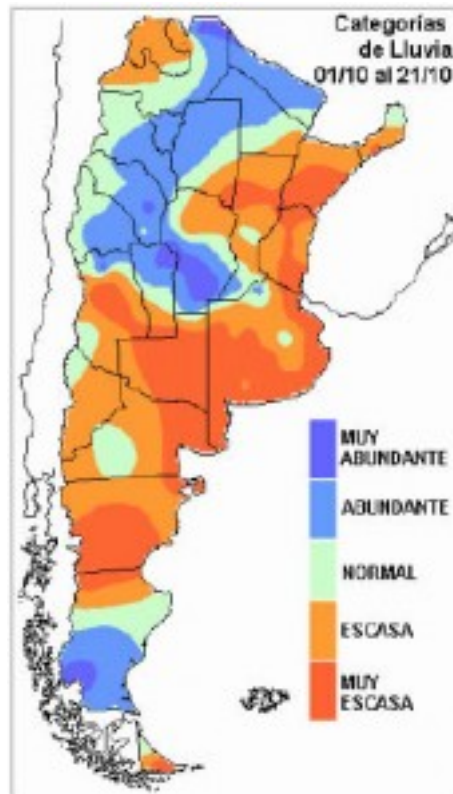 Categorías
de Lluvia
01/10 al 21/10
MUY
ABUNDANTE
ABUNDANTE
NORMAL
ESCASA
MUY
ESCASA